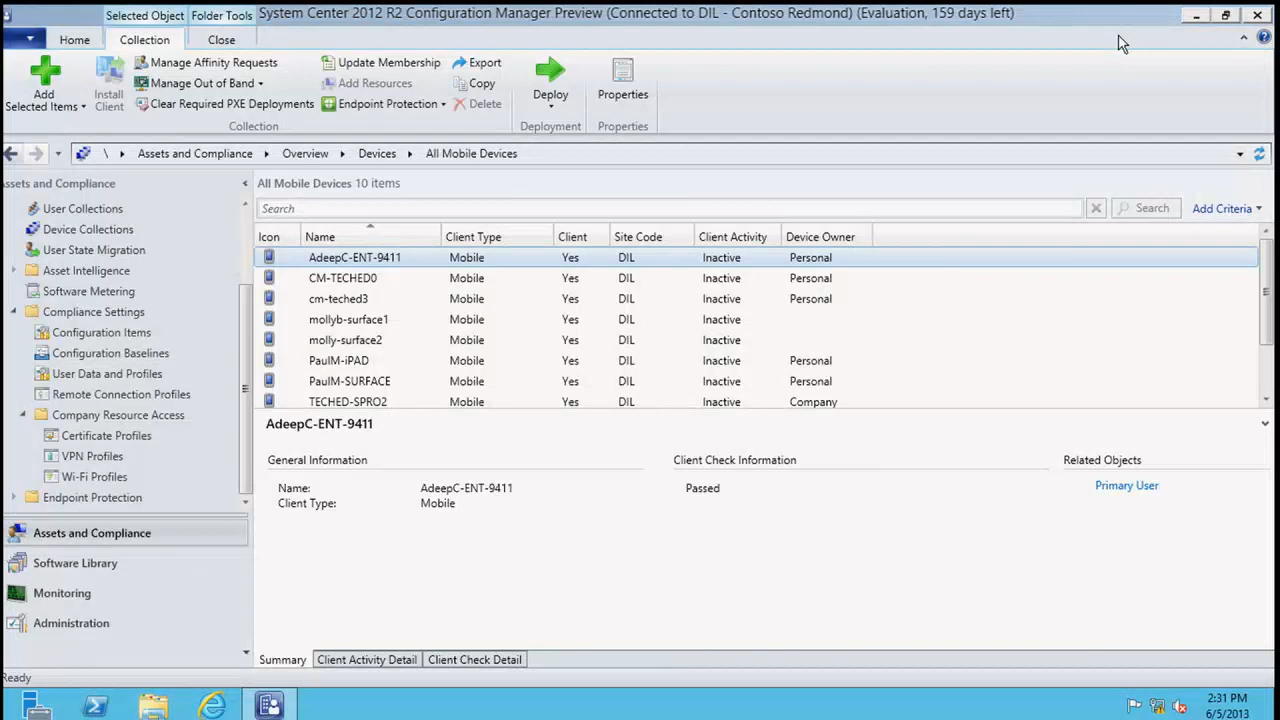 Selected Object
Folder Tools
System Center 2012 R2 Configuration Manager Preview (Connected to DIL - Contoso Redmond) (Evaluation, 159 days left)
Home
Collection
Close
Add
Selected Items
Install
Client
Manage Affinity Requests
Manage Out of Band
Clear Required PXE Deployments
Update Membership
Add Resources
Endpoint Protection
Export
Copy
Delete
Collection
Deploy
Deployment
Properties
Properties
\ Assets and Compliance Overview Devices All Mobile Devices
ssets and Compliance
User Collections
Device Collections
User State Migration
Asset Intelligence
Software Metering
Compliance Settings
Configuration Items
Configuration Baselines
User Data and Profiles
Remote Connection Profiles
Company Resource Access
Certificate Profiles
VPN Profiles
Wi-Fi Profiles
Endpoint Protection
Assets and Compliance
Software Library
Monitoring
Administration
All Mobile Devices 10 items
Search
Search
Add Criteria
Icon Name Client Type Client Site Code Client Activity Device Owner
AdeepC-ENT-9411 Mobile Yes DIL Inactive Personal
CM-TECHED0 Mobile Yes DIL Inactive Personal
cm-teched3 Mobile Yes DIL Inactive Personal
mollyb-surface1 Mobile Yes DIL Inactive
molly-surface2 Mobile Yes DIL Inactive
PaulM-iPAD Mobile Yes DIL Inactive Personal
PaulM-SURFACE Mobile Yes DIL Inactive Personal
TECHED-SPRO2 Mobile Yes DIL Inactive Company
AdeepC-ENT-9411
General Information
Name: AdeepC-ENT-9411
Client Type: Mobile
Client Check Information
Passed
Related Objects
Primary User
Summary
Client Activity Detail
Client Check Detail
Ready
2:31 PM
6/5/2013